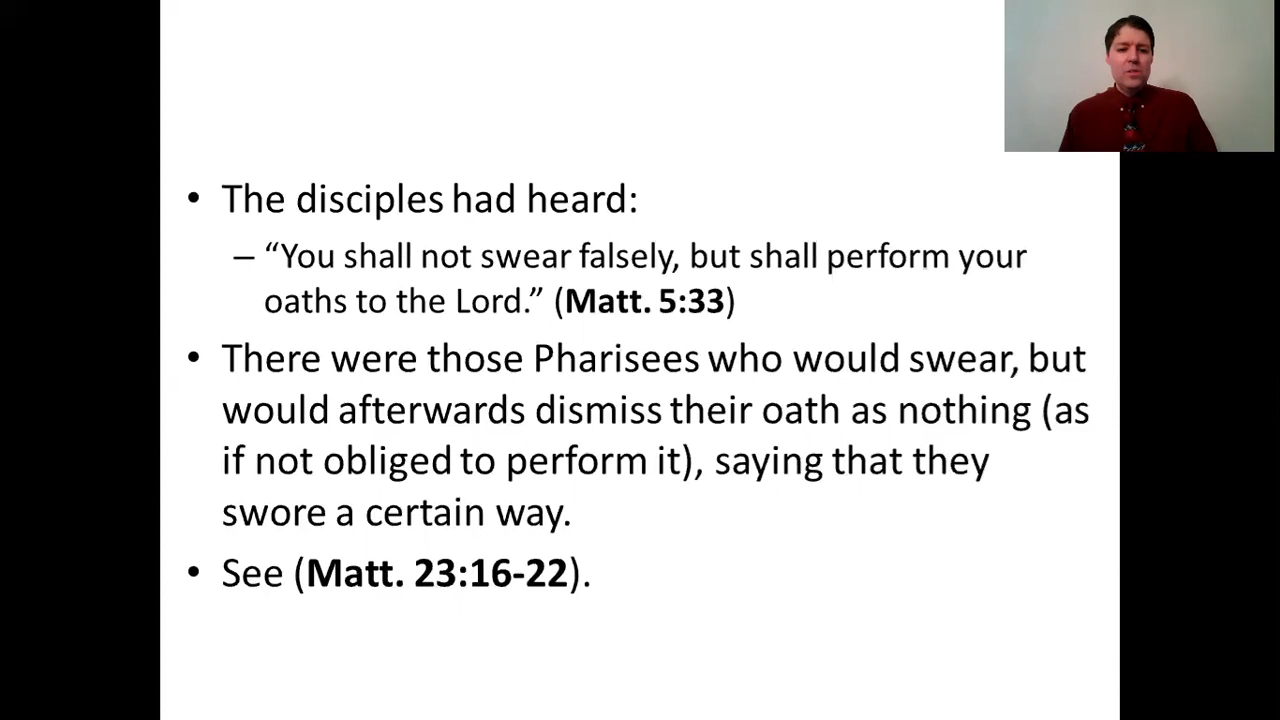 • The disciples had heard:
– “You shall not swear falsely, but shall perform your
oaths to the Lord.” (Matt. 5:33)
• There were those Pharisees who would swear, but
would afterwards dismiss their oath as nothing (as
if not obliged to perform it), saying that they
swore a certain way.
• See (Matt. 23:16-22).